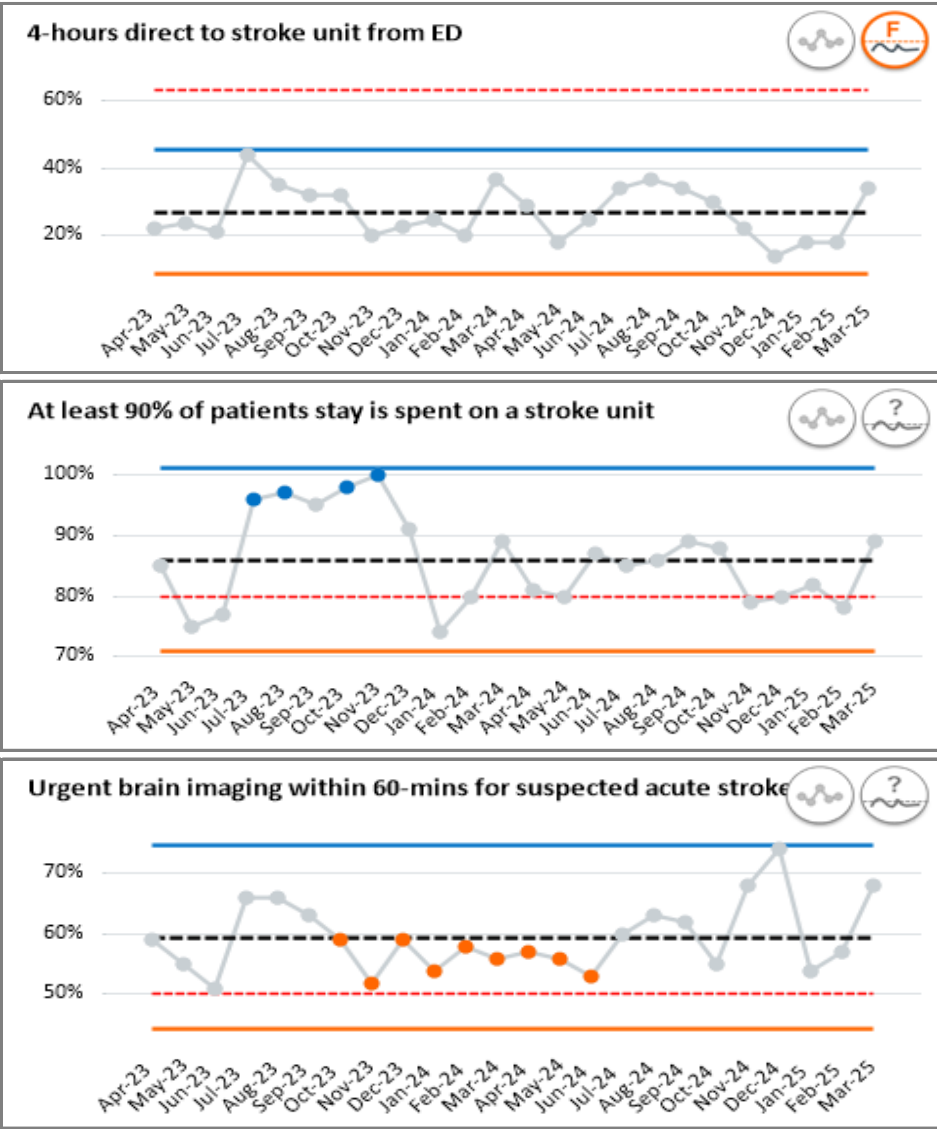 4-hours direct to stroke unit from ED
F
60%
40%
20%
Apr-23 May-23 Jun-23 Jul-23 Aug-23 Sep-23 Oct-23 Nov-23 Dec-23 Jan-24 Feb-24 Mar-24 Apr-24 May-24 Jun-24 Jul-24 Aug-24 Sep-24 Oct-24 Nov-24 Dec-24 Jan-25 Feb-25 Mar-25
At least 90% of patients stay is spent on a stroke unit
?
100%
90%
80%
70%
Apr-23 May-23 Jun-23 Jul-23 Aug-23 Sep-23 Oct-23 Nov-23 Dec-23 Jan-24 Feb-24 Mar-24 Apr-24 May-24 Jun-24 Jul-24 Aug-24 Sep-24 Oct-24 Nov-24 Dec-24 Jan-25 Feb-25 Mar-25
Urgent brain imaging within 60-mins for suspected acute stroke
?
70%
60%
50%
Apr-23 May-23 Jun-23 Jul-23 Aug-23 Sep-23 Oct-23 Nov-23 Dec-23 Jan-24 Feb-24 Mar-24 Apr-24 May-24 Jun-24 Jul-24 Aug-24 Sep-24 Oct-24 Nov-24 Dec-24 Jan-25 Feb-25 Mar-25